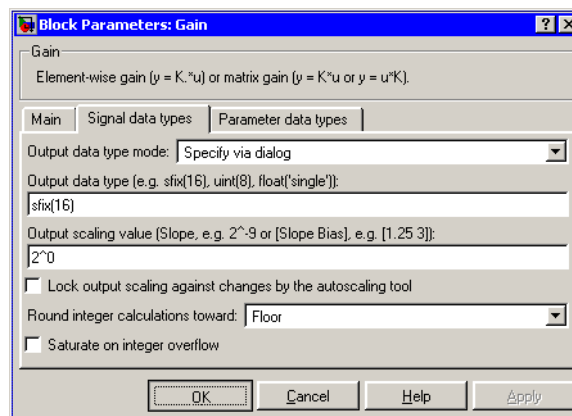 Block Parameters: Gain
Gain
Element-wise gain (y = K.*u) or matrix gain (y = K*u or y = u*K).
Main Signal data types Parameter data types
Output data type mode: Specify via dialog
Output data type (e.g. sfix(16), uint(8), float('single')):
sfix(16)
Output scaling value (Slope, e.g. 2^-9 or [Slope Bias], e.g. [1.25 3]):
2^0
Lock output scaling against changes by the autoscaling tool
Round integer calculations toward: Floor
Saturate on integer overflow
OK Cancel Help Apply